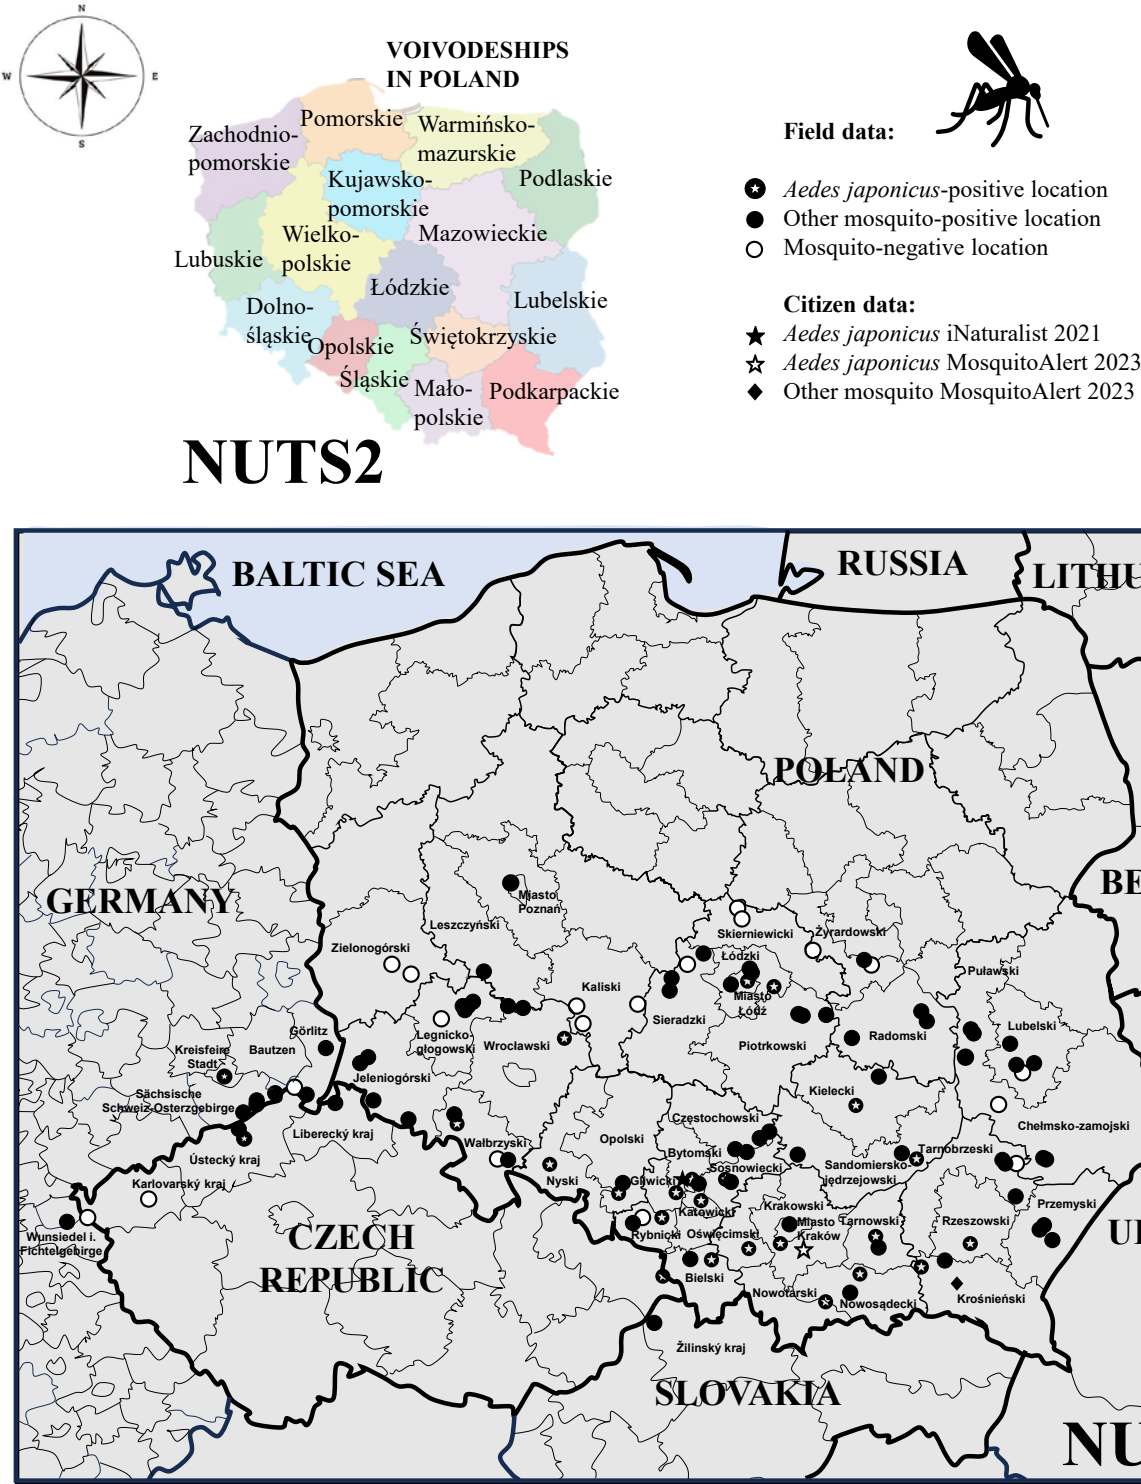 N
W
E
S
VOIVODESHIPS
IN POLAND
Zachodnio-
pomorskie
Pomorskie
Warmińsko-
mazurskie
Podlaskie
Kujawsko-
pomorskie
Mazowieckie
Wielko-
polskie
Lubuskie
Łódzkie
Lubelskie
Dolno-
śląskie
Opolskie
Świętokrzyskie
Śląskie
Mało-
polskie
Podkarpackie
NUTS2
Field data:
Aedes japonicus-positive location
Other mosquito-positive location
Mosquito-negative location
Citizen data:
Aedes japonicus iNaturalist 2021
Aedes japonicus MosquitoAlert 2023
Other mosquito MosquitoAlert 2023
BALTIC SEA
RUSSIA
LITHU
POLAND
GERMANY
BE
Miasto
Poznań
Leszczyński
Zielonogórski
Skierniewicki
Żyrardowski
Łódzki
Puławski
Kaliski
Miasto
Łódź
Sieradzki
Lubelski
Görlitz
Legnicko-
głogowski
Wrocławski
Piotrkowski
Radomski
Kreisfeire
Stadt
Bautzen
Jeleniogórski
Sächsische
Schweiz-Osterzgebirge
Kielecki
Częstochowski
Chełmsko-zamojski
Liberecký kraj
Wałbrzyski
Opolski
Bytomski
Tarnobrzeski
Ústecký kraj
Sosnowiecki
Sandomiersko-
jędrzejowski
Karlovarský kraj
Nyski
Gliwicki
Katowicki
Krakowski
Przemyski
Wunsiedel i.
Fichtelgebirge
CZECH
REPUBLIC
Rybnicki
Oświęcimski
Miasto
Kraków
Tarnowski
Rzeszowski
UI
Bielski
Nowotarski
Nowosądecki
Krośnieński
Žilinský kraj
SLOVAKIA
NU